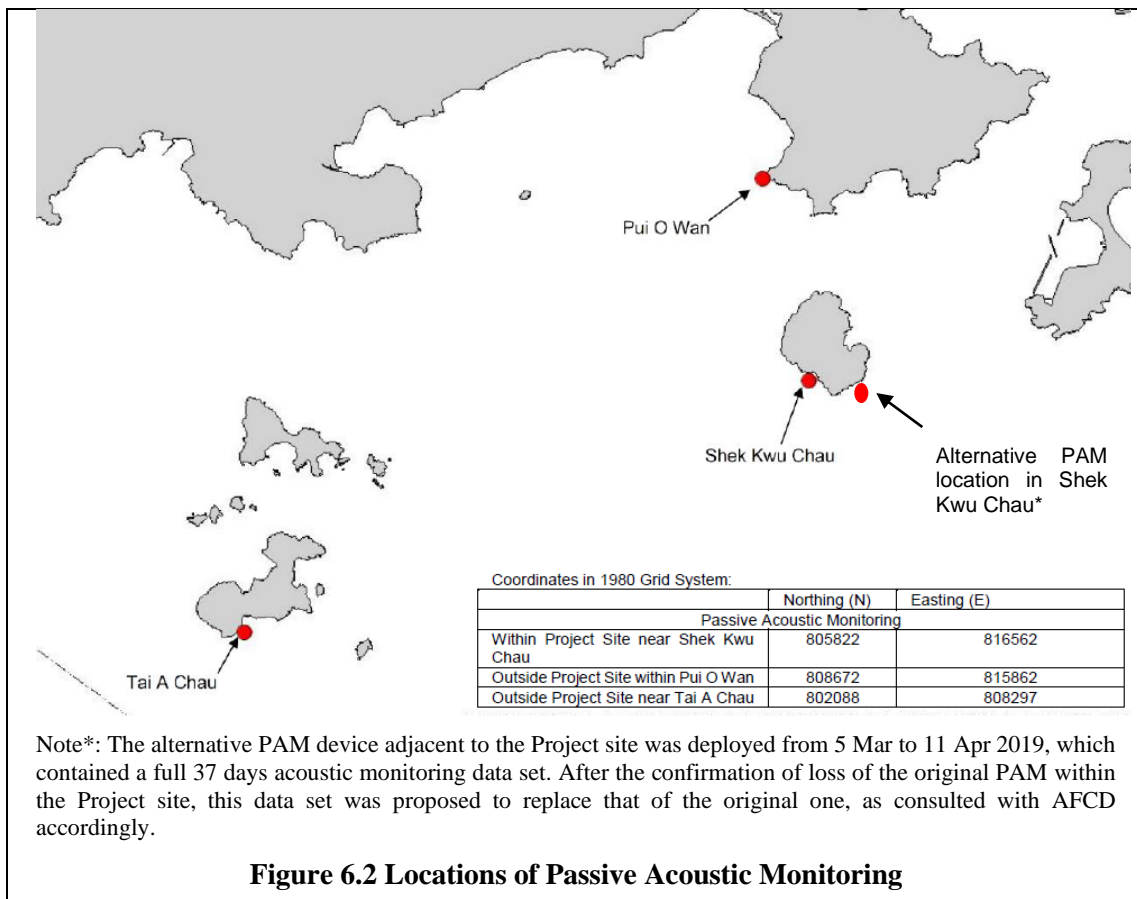 Pui O Wan
Shek Kwu Chau
Alternative PAM
location in Shek
Kwu Chau*
Tai A Chau
Coordinates in 1980 Grid System:
Northing (N) Easting (E)
Passive Acoustic Monitoring
Within Project Site near Shek Kwu 805822 816562
Chau
Outside Project Site within Pui O Wan 808672 815862
Outside Project Site near Tai A Chau 802088 808297
Note*: The alternative PAM device adjacent to the Project site was deployed from 5 Mar to 11 Apr 2019, which
contained a full 37 days acoustic monitoring data set. After the confirmation of loss of the original PAM within
the Project site, this data set was proposed to replace that of the original one, as consulted with AFCD
accordingly.
Figure 6.2 Locations of Passive Acoustic Monitoring